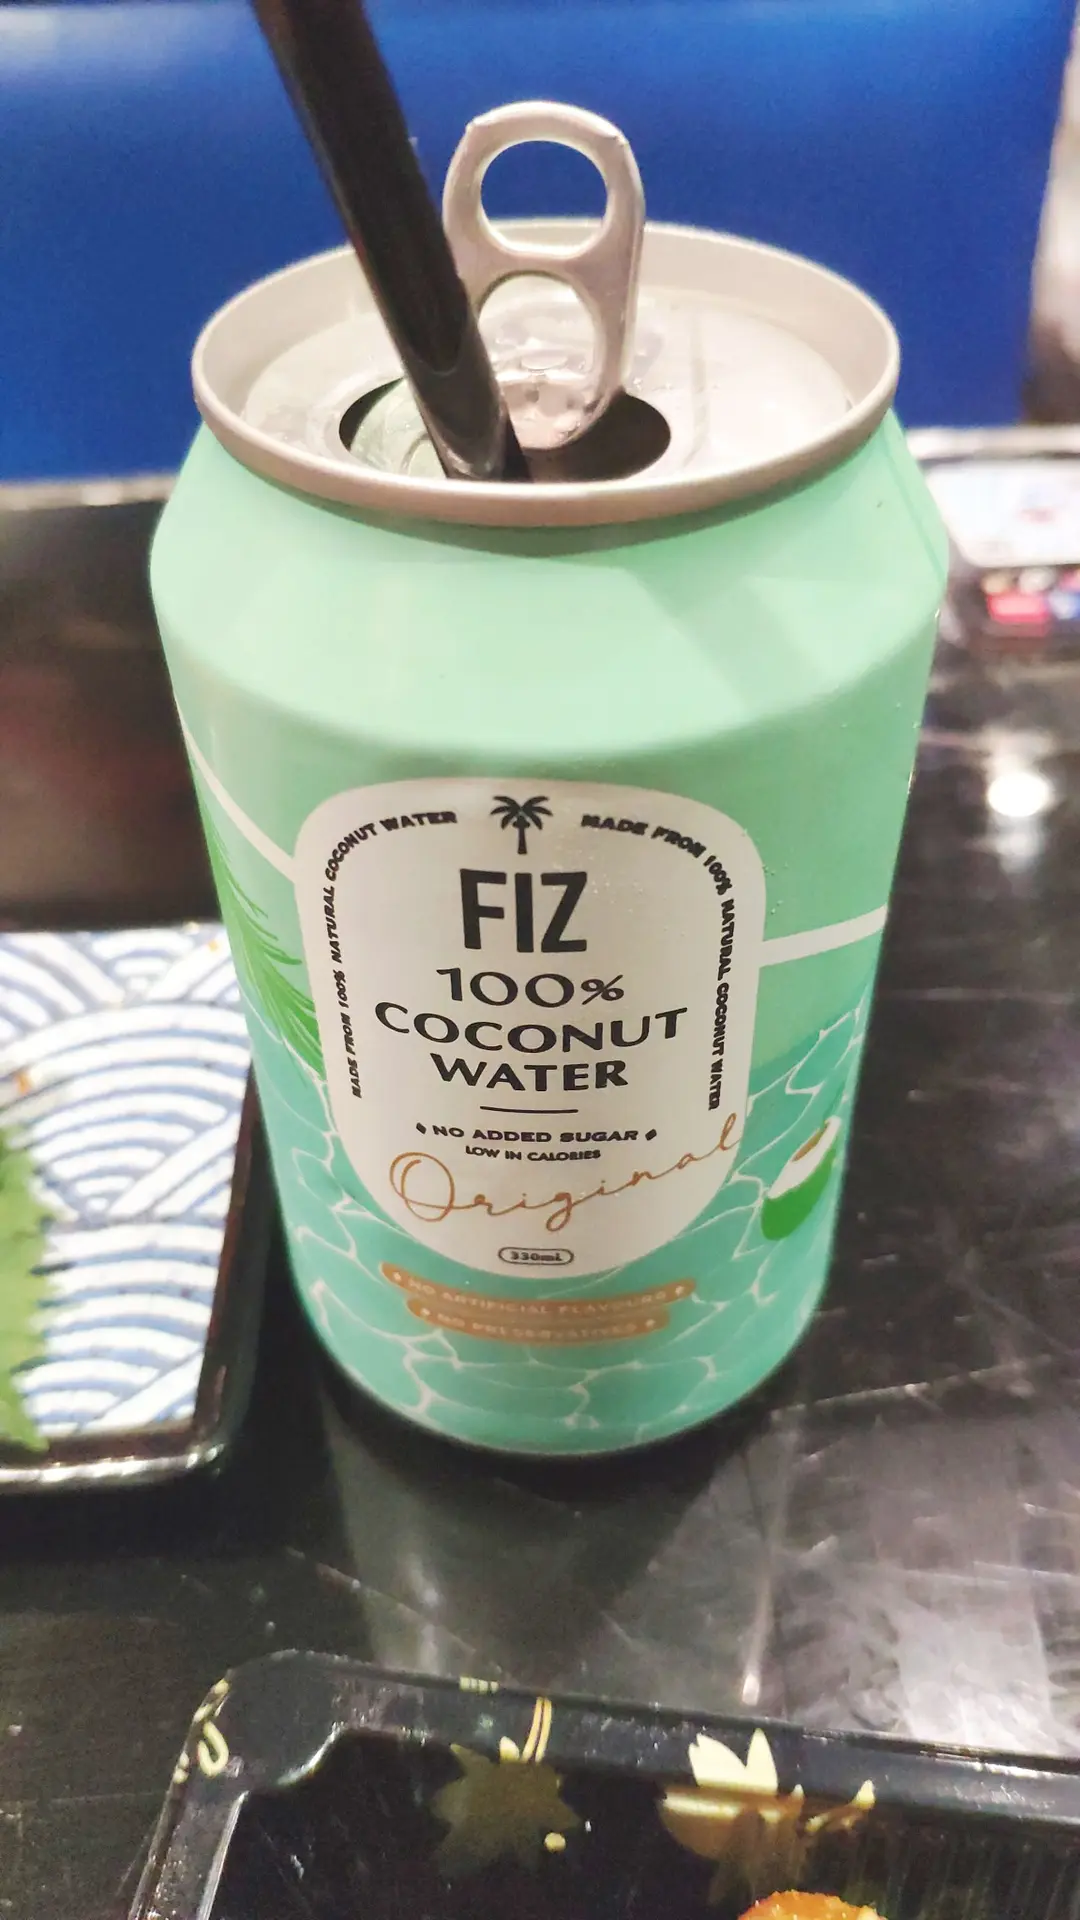 MADE FROM 100% NATURAL COCONUT WATER
MADE FROM 100% NATURAL COCONUT WATER
FIZ
100%
COCONUT
WATER
NO ADDED SUGAR
LOW IN CALORIES
Original
330mL
NO ARTIFICIAL FLAVOURS
NO PRESERVATIVES